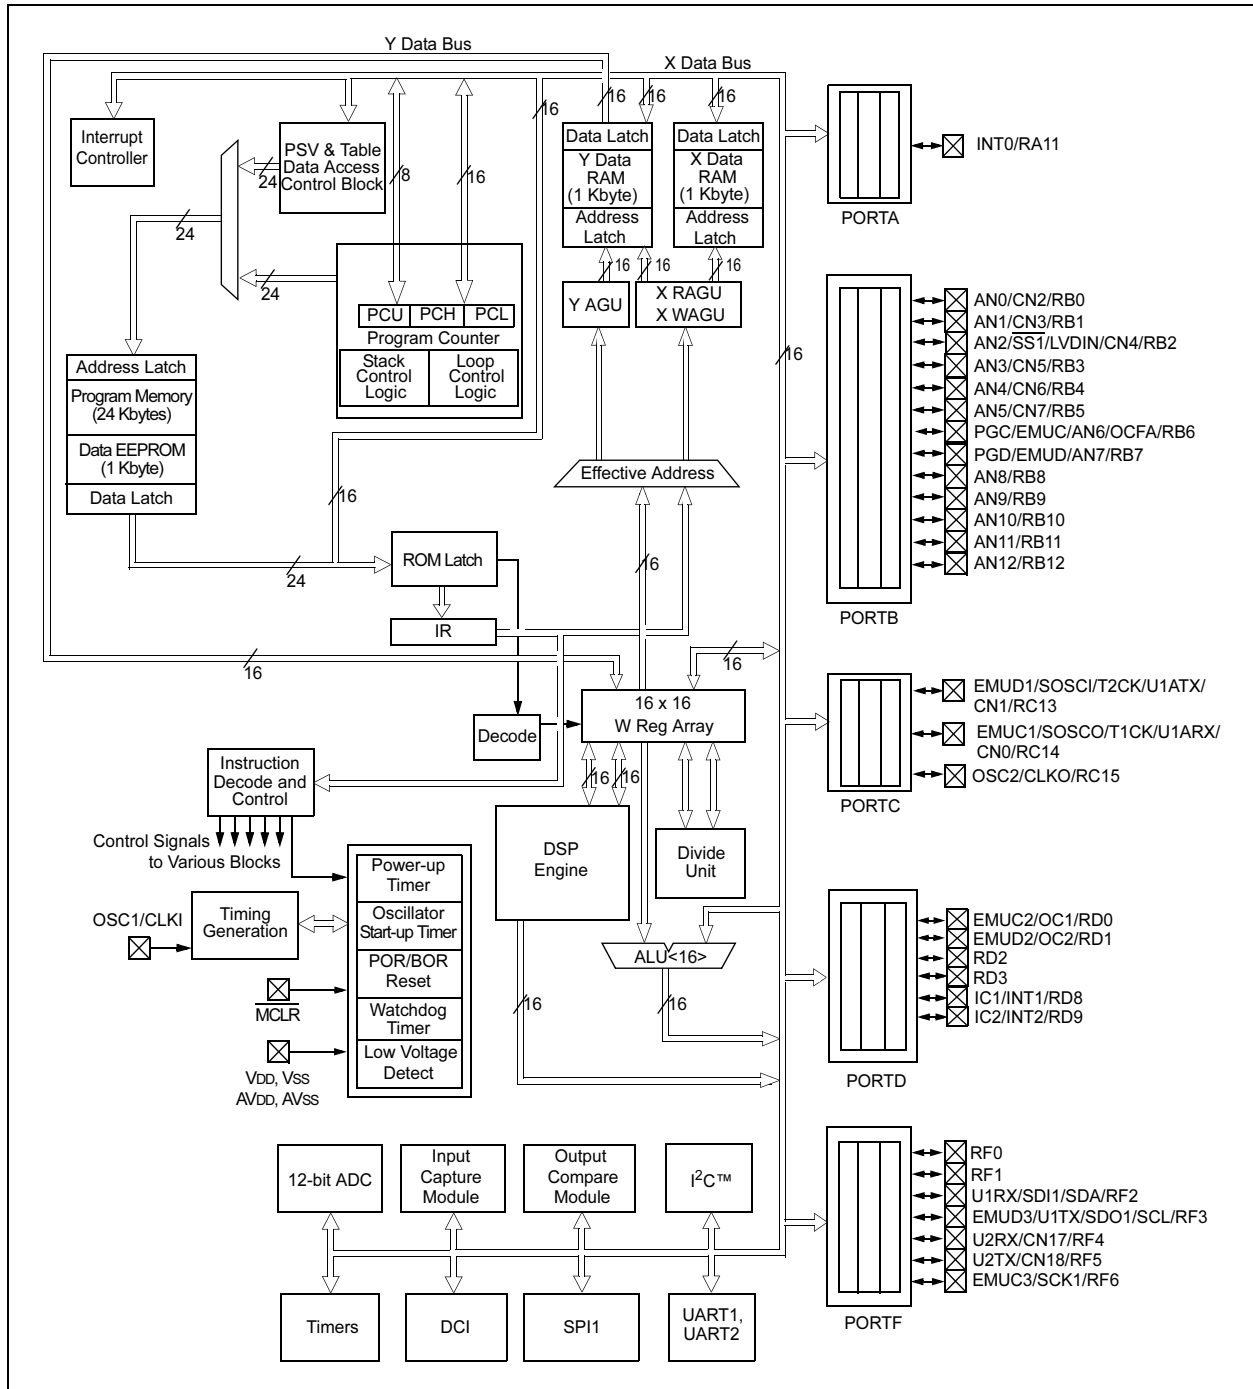 Y Data Bus
X Data Bus
Interrupt
Controller
PSV & Table
Data Access
Control Block
24
24
24
8
16
16
16
16
16
Data Latch
Y Data
RAM
(1 Kbyte)
Address
Latch
Data Latch
X Data
RAM
(1 Kbyte)
Address
Latch
16
16
16
Y AGU
X RAGU
X WAGU
PCU
PCH
PCL
Program Counter
Stack
Control
Logic
Loop
Control
Logic
Address Latch
Program Memory
(24 Kbytes)
Data EEPROM
(1 Kbyte)
Data Latch
16
24
Effective Address
16
ROM Latch
IR
16
16
16
16
Decode
16 x 16
W Reg Array
16
16
Instruction
Decode and
Control
Control Signals
to Various Blocks
DSP
Engine
Divide
Unit
Power-up
Timer
Oscillator
Start-up Timer
POR/BOR
Reset
Watchdog
Timer
Low Voltage
Detect
OSC1/CLKI
Timing
Generation
MCLR
VDD, VSS
AVDD, AVSS
ALU<16>
16
16
12-bit ADC
Input
Capture
Module
Output
Compare
Module
I²C™
Timers
DCI
SPI1
UART1,
UART2
INT0/RA11
PORTA
AN0/CN2/RB0
AN1/CN3/RB1
AN2/SS1/LVDIN/CN4/RB2
AN3/CN5/RB3
AN4/CN6/RB4
AN5/CN7/RB5
PGC/EMUC/AN6/OCFA/RB6
PGD/EMUD/AN7/RB7
AN8/RB8
AN9/RB9
AN10/RB10
AN11/RB11
AN12/RB12
PORTB
EMUD1/SOSCI/T2CK/U1ATX/
CN1/RC13
EMUC1/SOSCO/T1CK/U1ARX/
CN0/RC14
OSC2/CLKO/RC15
PORTC
EMUC2/OC1/RD0
EMUD2/OC2/RD1
RD2
RD3
IC1/INT1/RD8
IC2/INT2/RD9
PORTD
RF0
RF1
U1RX/SDI1/SDA/RF2
EMUD3/U1TX/SDO1/SCL/RF3
U2RX/CN17/RF4
U2TX/CN18/RF5
EMUC3/SCK1/RF6
PORTF